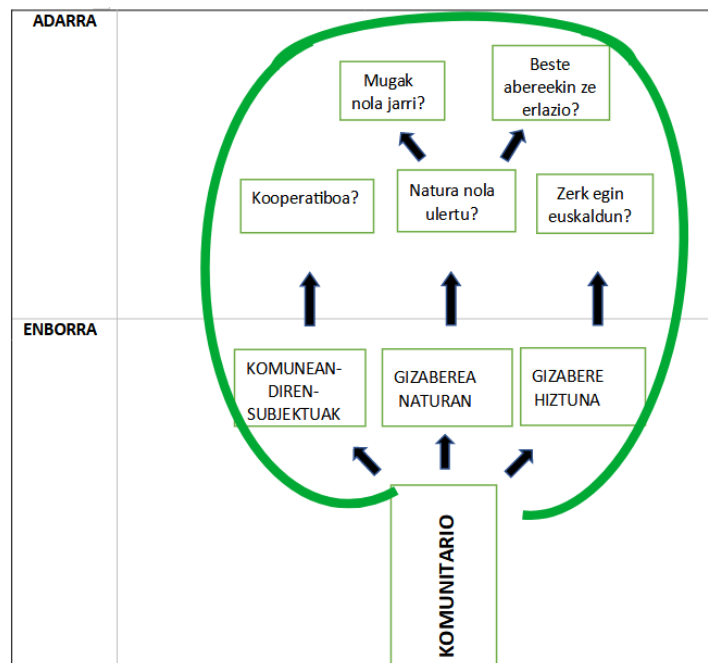 ADARRA
Mugak
nola jarri?
Beste
abereekin ze
erlazio?
Kooperatiboa?
Natura nola
ulertu?
Zerk egin
euskaldun?
ENBORRA
KOMUNEAN-
DIREN-
SUBJEKTUAK
GIZABEREA
NATURAN
GIZABERE
HIZTUNA
KOMUNITARIO